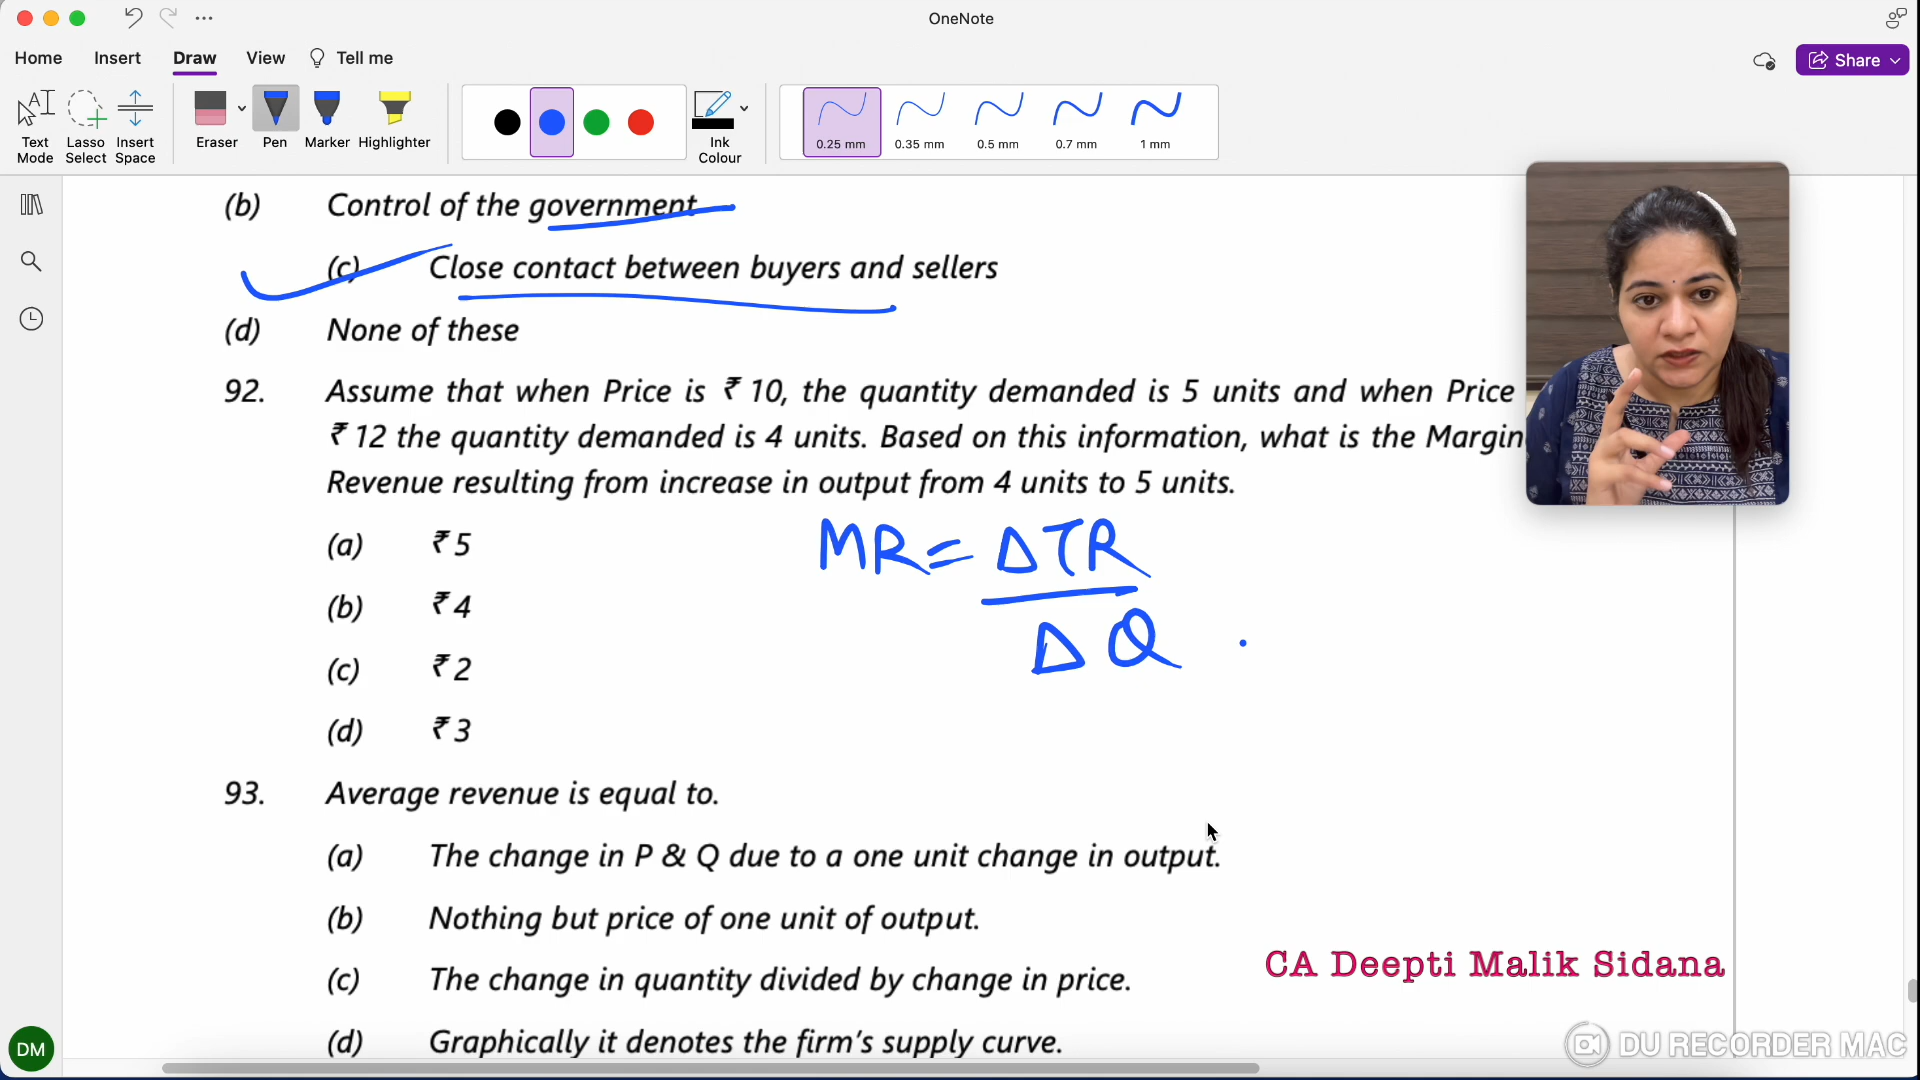 OneNote
Home Insert Draw View Tell me
Share
Text Mode
Lasso Select
Insert Space
Eraser
Pen
Marker
Highlighter
Ink Colour
0.25 mm
0.35 mm
0.5 mm
0.7 mm
1 mm
(b) Control of the government
(c) Close contact between buyers and sellers
(d) None of these
92. Assume that when Price is ₹ 10, the quantity demanded is 5 units and when Price
₹ 12 the quantity demanded is 4 units. Based on this information, what is the Margin
Revenue resulting from increase in output from 4 units to 5 units.
MR = ΔTR
ΔQ
(a) ₹ 5
(b) ₹ 4
(c) ₹ 2
(d) ₹ 3
93. Average revenue is equal to.
(a) The change in P & Q due to a one unit change in output.
(b) Nothing but price of one unit of output.
(c) The change in quantity divided by change in price.
(d) Graphically it denotes the firm's supply curve.
CA Deepti Malik Sidana
DM
DU RECORDER MAC